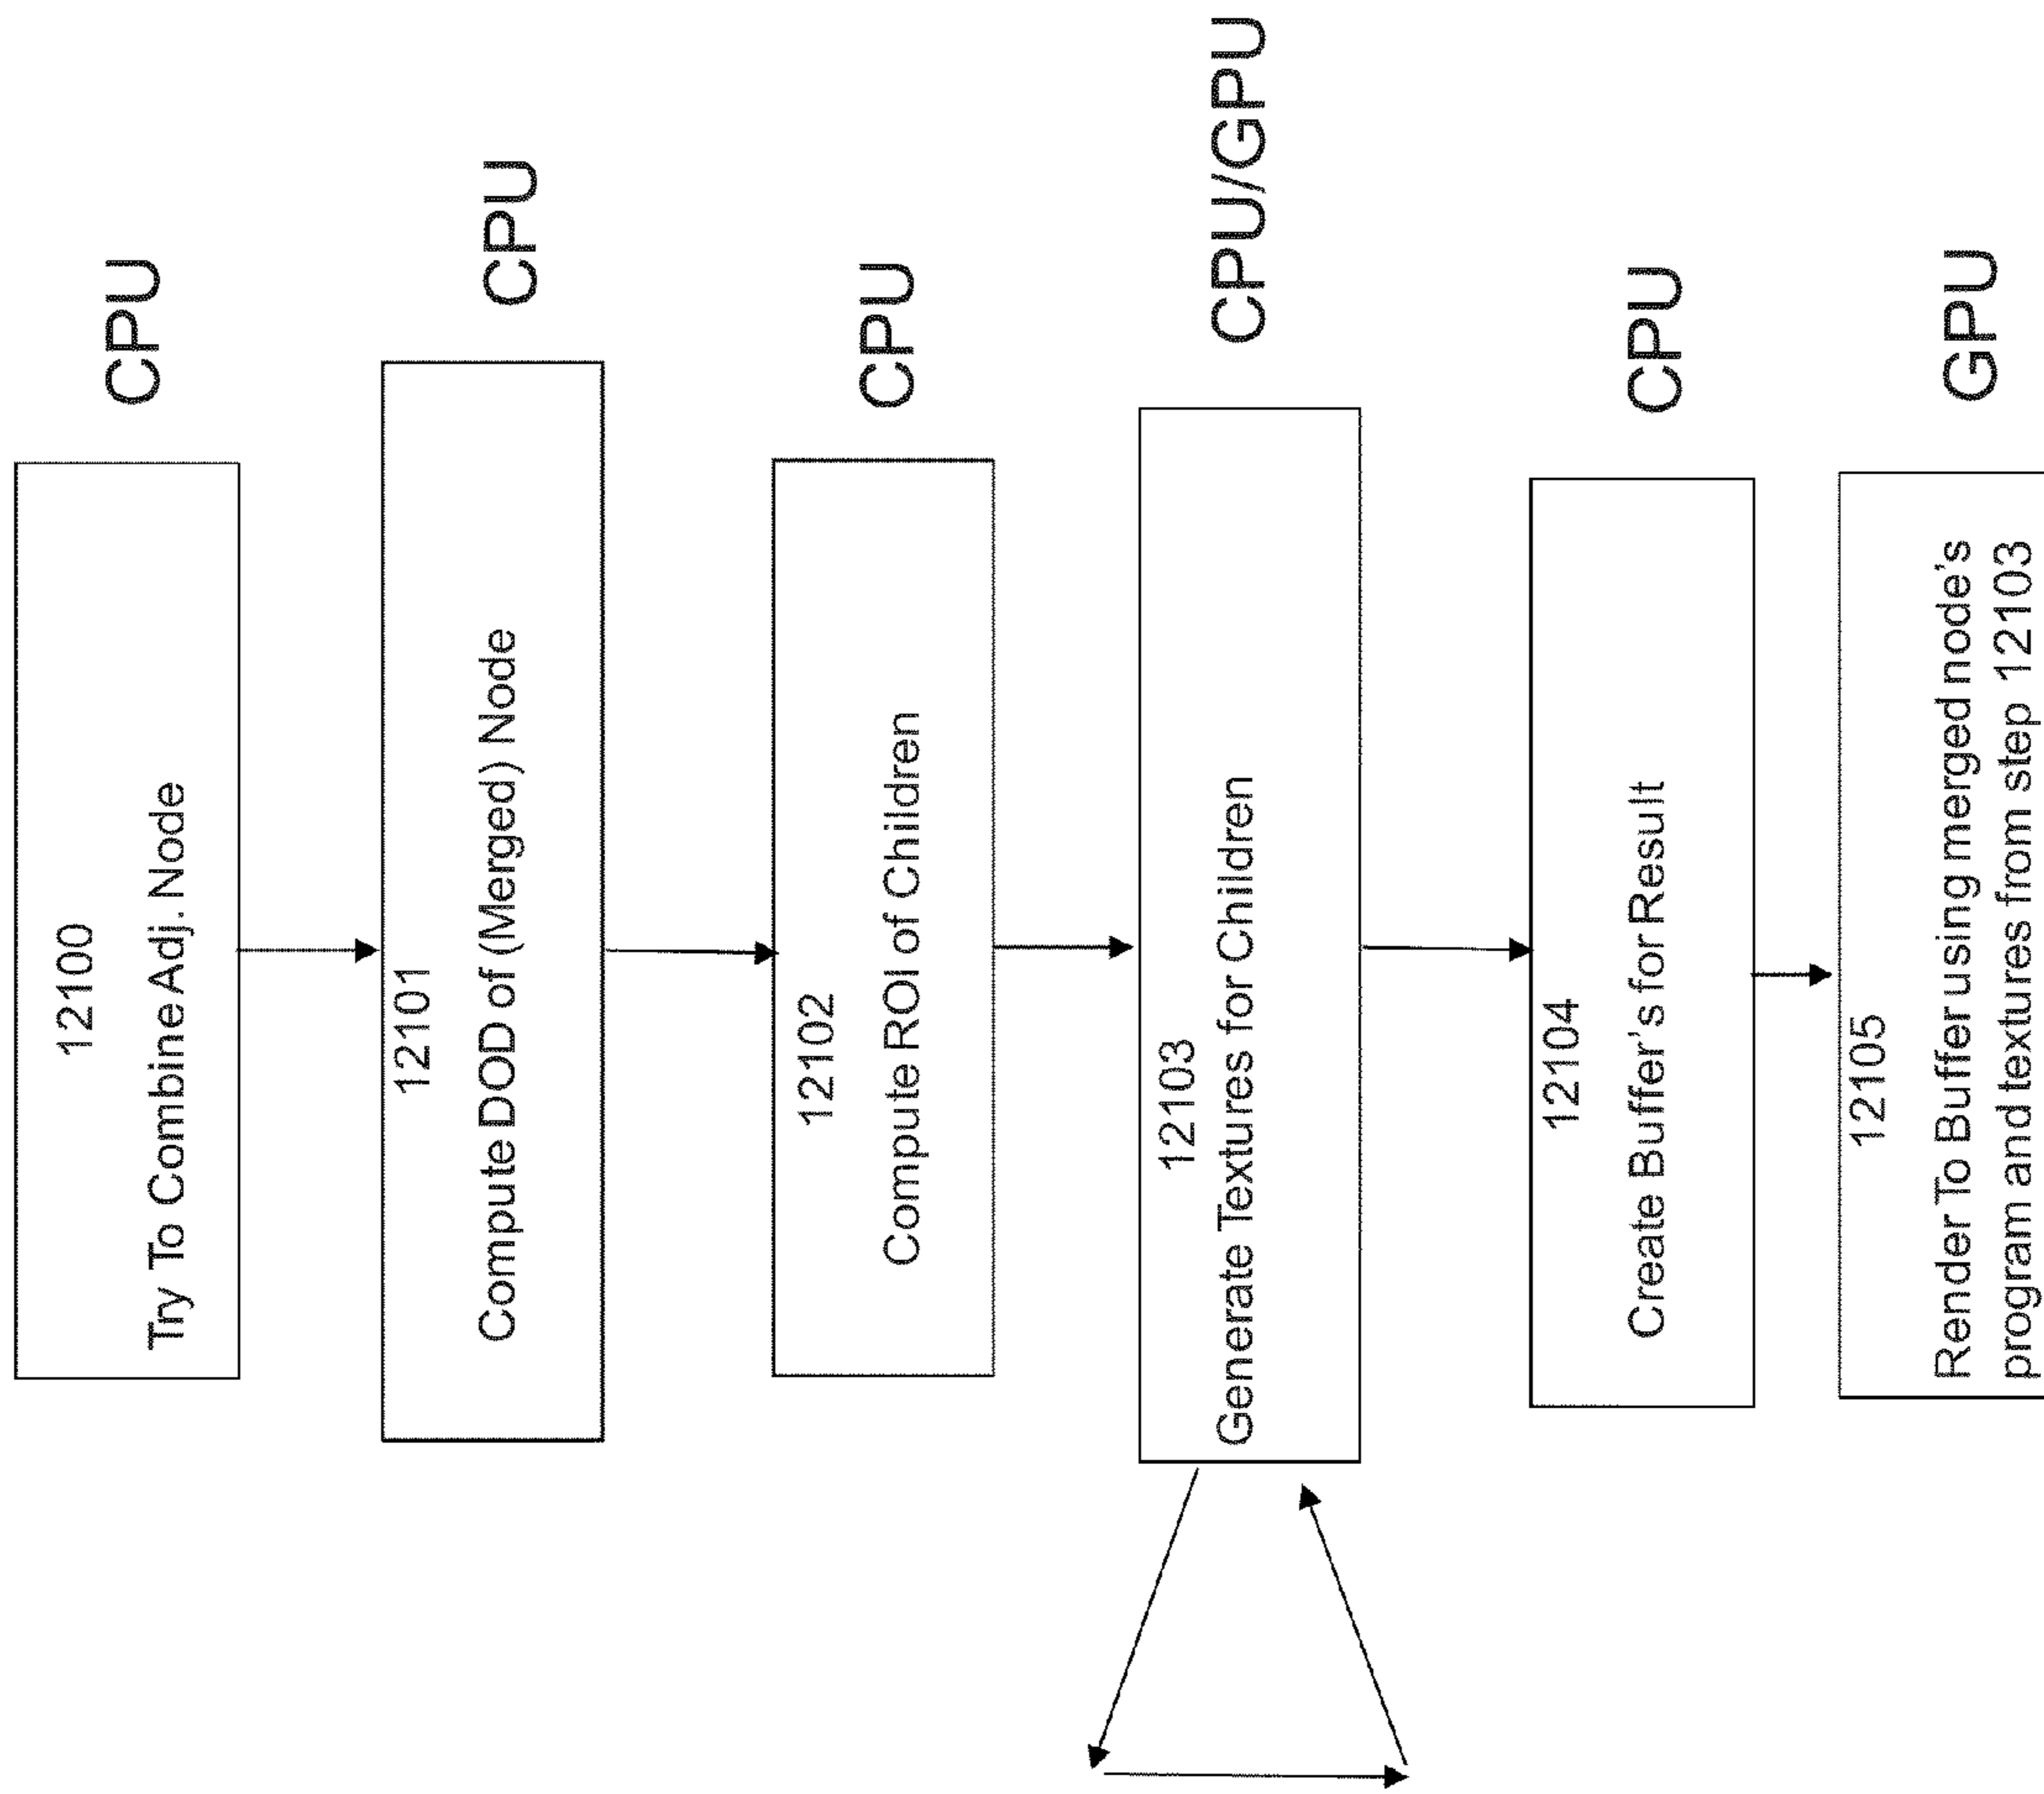 12100
Try To Combine Adj. Node
CPU
12101
Compute DOD of (Merged) Node
CPU
12102
Compute ROI of Children
CPU
12103
Generate Textures for Children
CPU/GPU
12104
Create Buffer's for Result
CPU
12105
Render To Buffer using merged node's
program and textures from step 12103
GPU